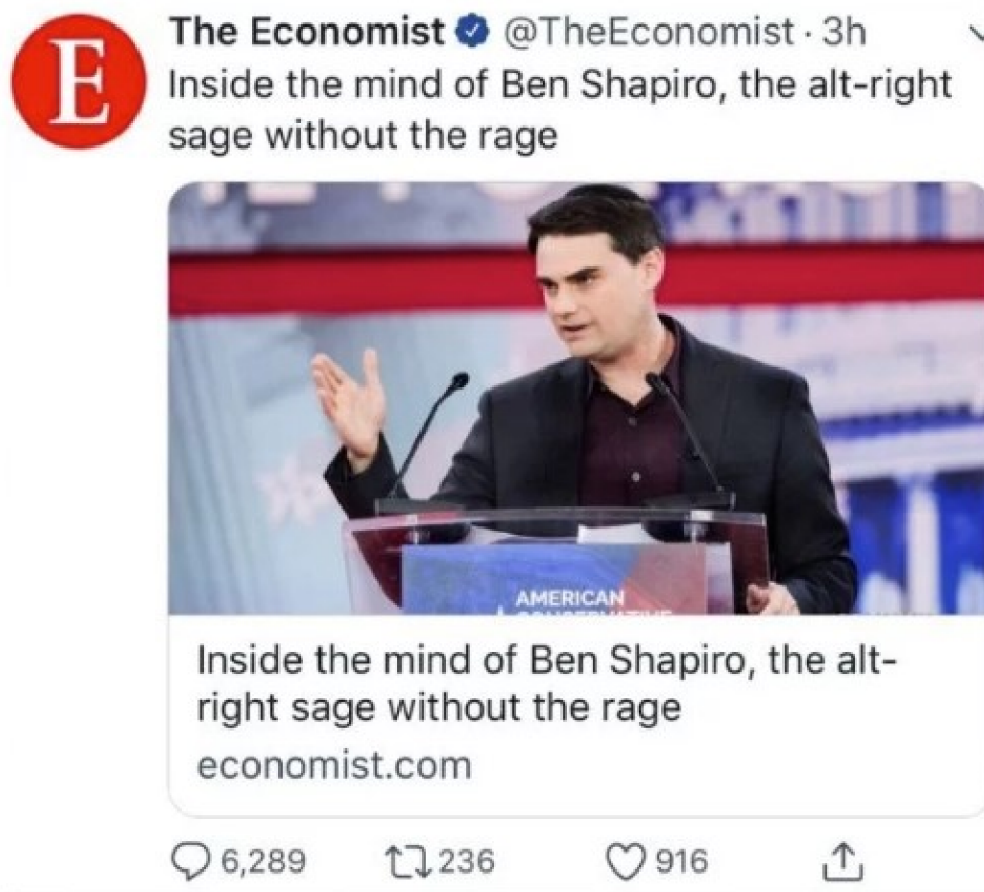 E
The Economist @TheEconomist · 3h
Inside the mind of Ben Shapiro, the alt-right
sage without the rage
AMERICAN
Inside the mind of Ben Shapiro, the alt-
right sage without the rage
economist.com
6,289 236 916